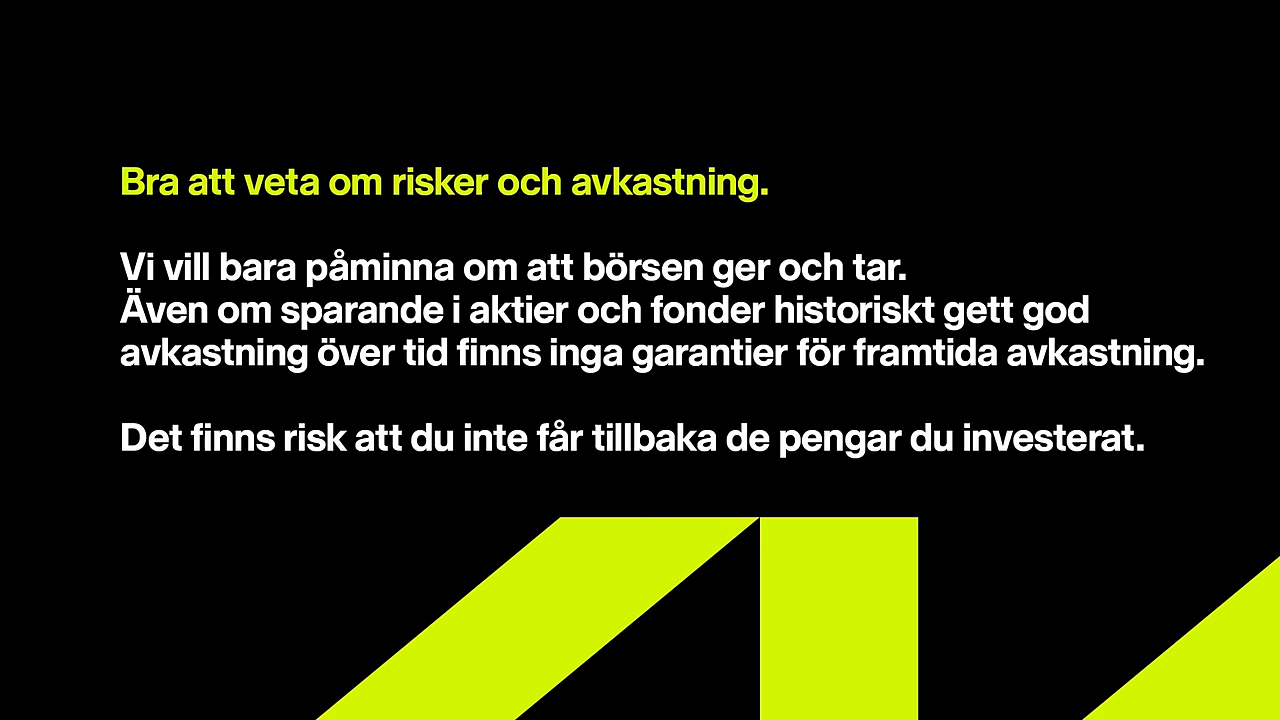 Bra att veta om risker och avkastning.
Vi vill bara påminna om att börsen ger och tar.
Även om sparande i aktier och fonder historiskt gett god
avkastning över tid finns inga garantier för framtida avkastning.
Det finns risk att du inte får tillbaka de pengar du investerat.